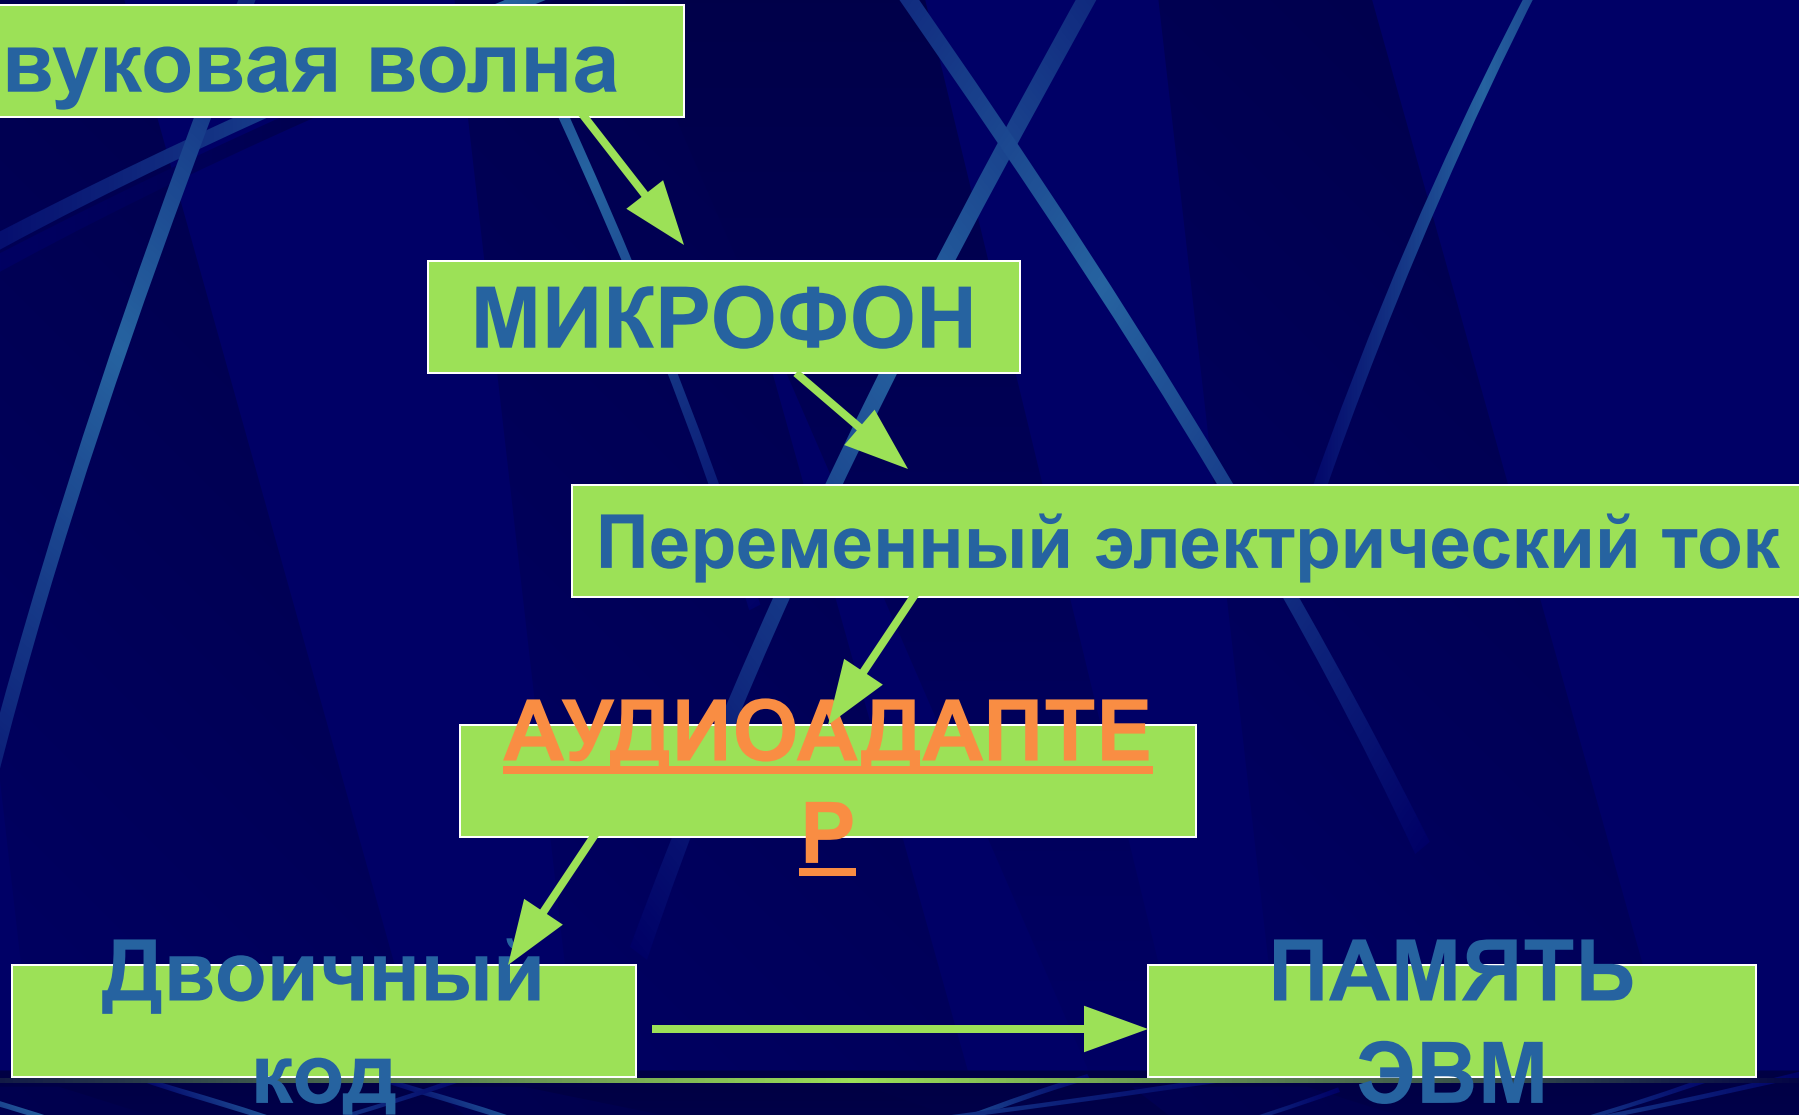 вуковая волна
МИКРОФОН
Переменный электрический ток
АУДИОАДАПТЕ
Р
Двоичный
код
ПАМЯТЬ
ЭВМ